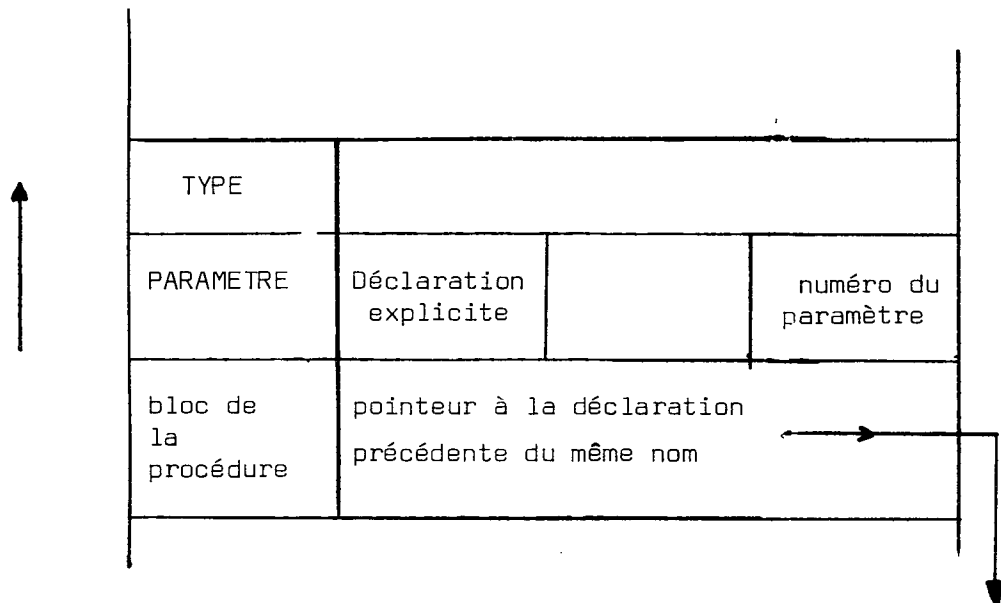 TYPE
PARAMETRE
Déclaration
explicite
numéro du
paramètre
bloc de
la
procédure
pointeur à la déclaration
précédente du même nom